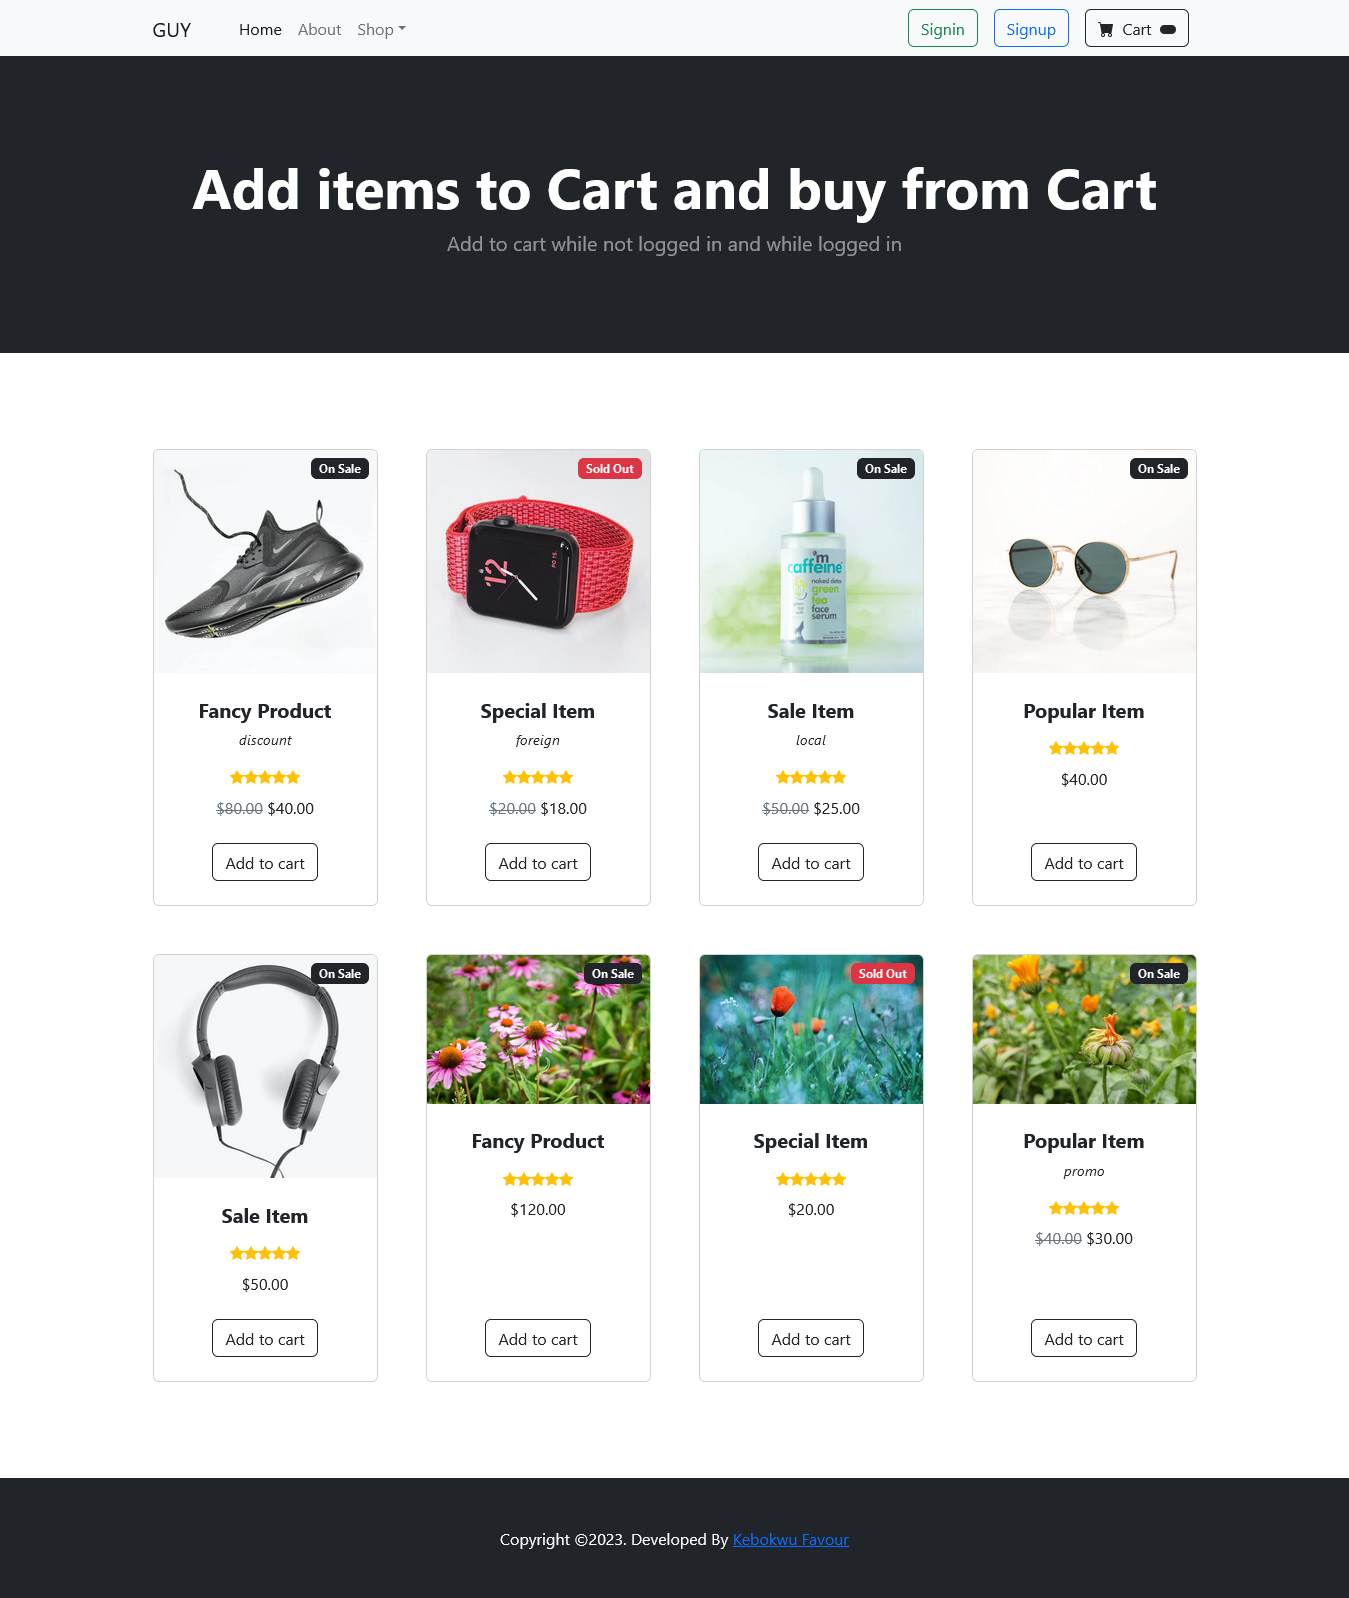 GUY
Home
About
Shop
Signin
Signup
Cart
Add items to Cart and buy from Cart
Add to cart while not logged in and while logged in
On Sale
Fancy Product
discount
$80.00 $40.00
Add to cart
Sold Out
12
Special Item
foreign
$20.00 $18.00
Add to cart
On Sale
'm
caffeine
naked detox
green
tea
face
serum
Sale Item
local
$50.00 $25.00
Add to cart
On Sale
Popular Item
$40.00
Add to cart
On Sale
Sale Item
$50.00
Add to cart
On Sale
Fancy Product
$120.00
Add to cart
Sold Out
Special Item
$20.00
Add to cart
On Sale
Popular Item
promo
$40.00 $30.00
Add to cart
Copyright ©2023. Developed By Kebokwu Favour